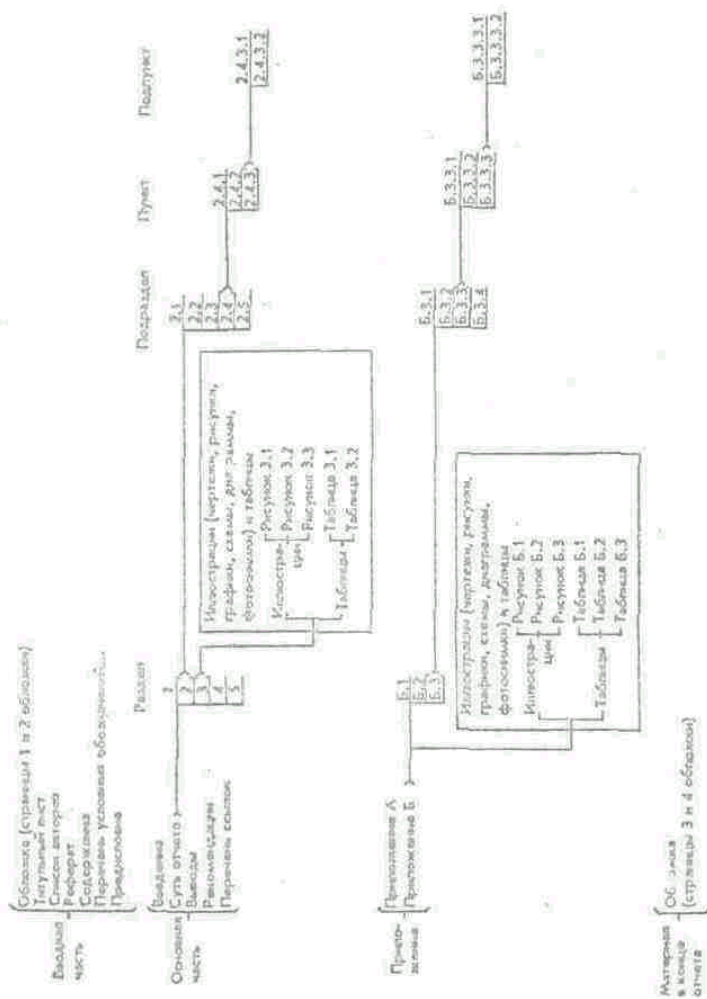 Вводная часть
Обложка (страницы 1 и 2 обложки)
Титульный лист
Список авторов
Реферат
Содержание
Перечень условных
Предисловие
Основная часть
Введение
Суть отчета
Выводы
Рекомендации
Перечень ссылок
Раздел
1
2
3
4
5
Подраздел
2.1
2.2
2.3
2.4
2.5
Пункт
2.4.1
2.4.2
2.4.3
Подпункт
2.4.3.1
2.4.3.2
Иллюстрации (чертежи, рисунки,
графики, схемы, диаграммы,
фотоснимки) и таблицы
Иллюстра-
ции
Рисунок 3.1
Рисунок 3.2
Рисунок 3.3
Таблицы
Таблица 3.1
Таблица 3.2
Прило-
жения
Приложение А
Приложение Б
Б.1
Б.2
Б.3
Б.3.1
Б.3.2
Б.3.3
Б.3.4
Б.3.3.1
Б.3.3.2
Б.3.3.3
Б.3.3.3.1
Б.3.3.3.2
Иллюстрации (чертежи, рисунки,
графики, схемы, диаграммы,
фотоснимки) и таблицы
Иллюстра-
ции
Рисунок Б.1
Рисунок Б.2
Рисунок Б.3
Таблицы
Таблица Б.1
Таблица Б.2
Таблица Б.3
Материал
в конце
отчета
(страницы 3 и 4 обложки)